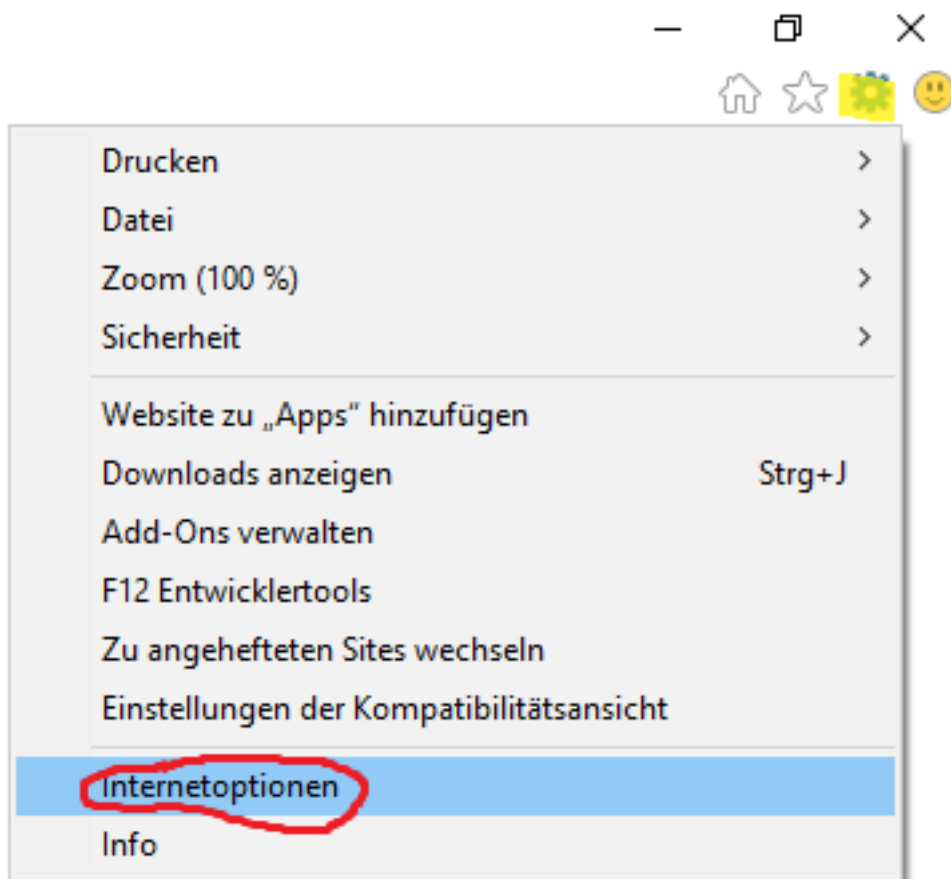 Drucken
Datei
Zoom (100 %)
Sicherheit
Website zu „Apps“ hinzufügen
Downloads anzeigen Strg+J
Add-Ons verwalten
F12 Entwicklertools
Zu angehefteten Sites wechseln
Einstellungen der Kompatibilitätsansicht
Internetoptionen
Info